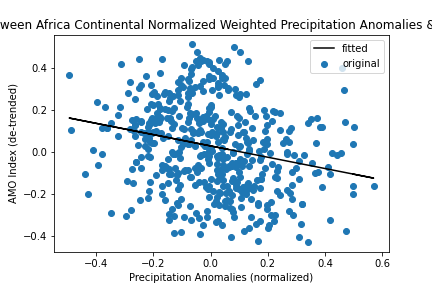 ween Africa Continental Normalized Weighted Precipitation Anomalies &
AMO Index (de-trended)
0.4
0.2
0.0
−0.2
−0.4
fitted
original
−0.4 −0.2 0.0 0.2 0.4 0.6
Precipitation Anomalies (normalized)